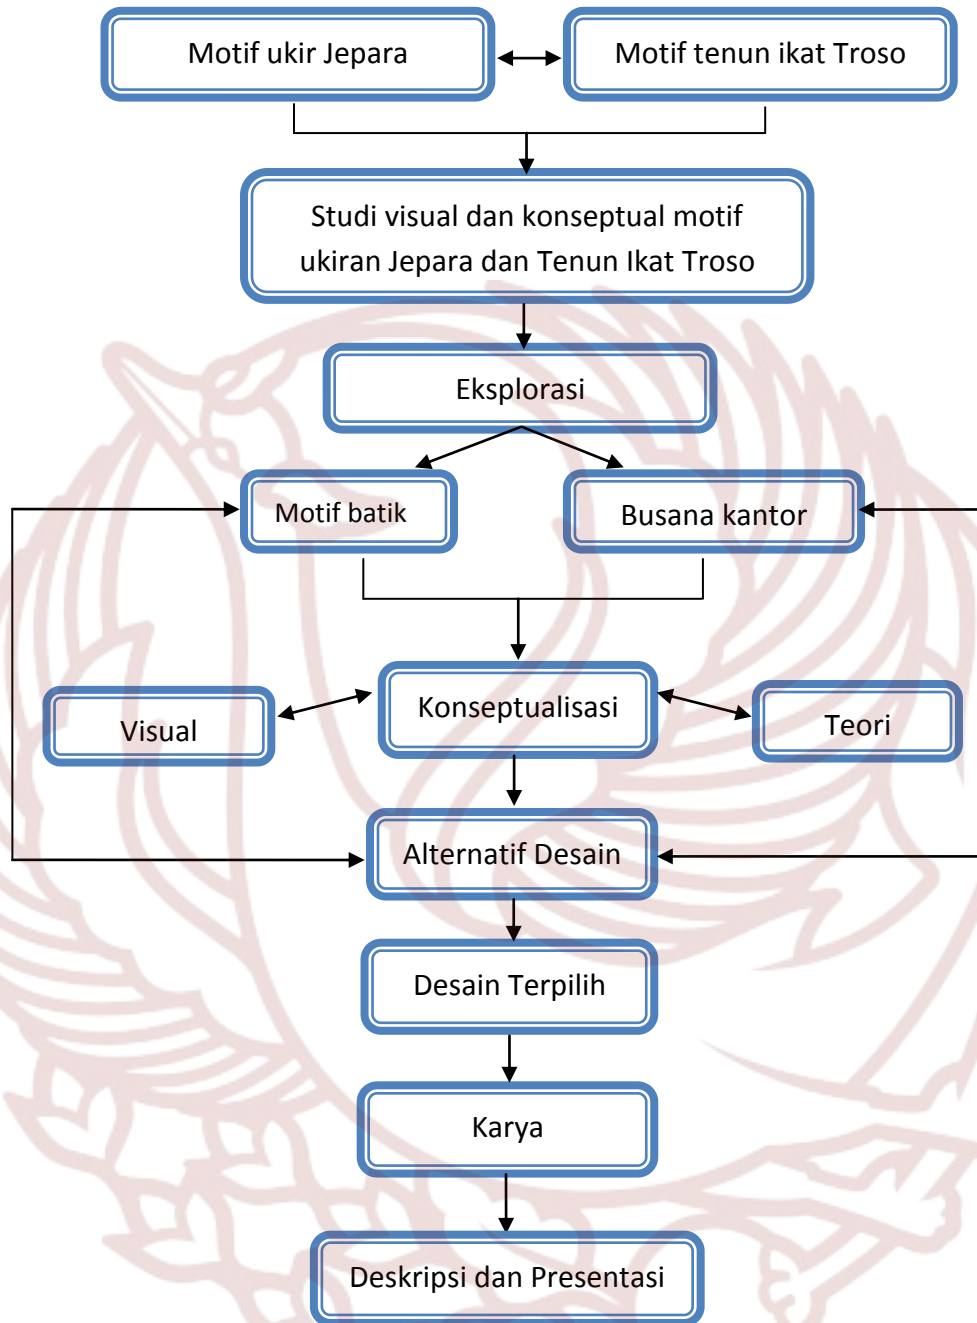 Motif ukir Jepara
Motif tenun ikat Troso
Studi visual dan konseptual motif
ukiran Jepara dan Tenun Ikat Troso
Eksplorasi
Motif batik
Busana kantor
Visual
Konseptualisasi
Teori
Alternatif Desain
Desain Terpilih
Karya
Deskripsi dan Presentasi